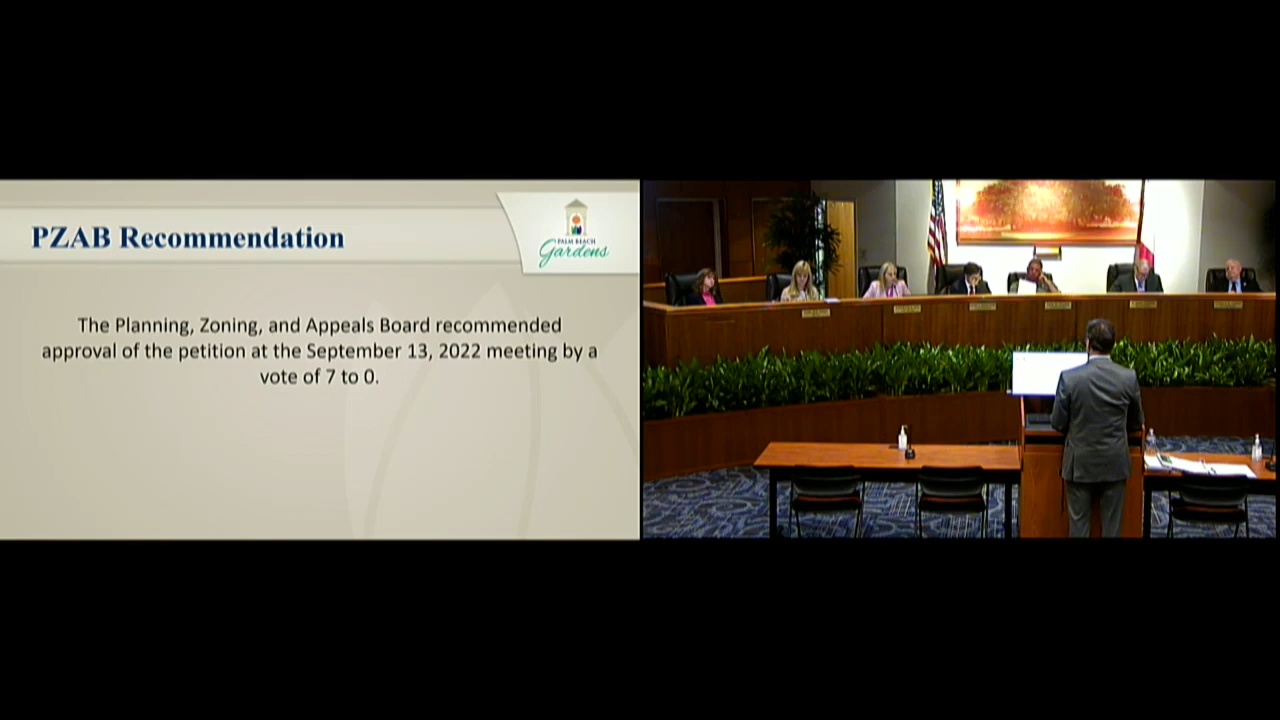 PZAB Recommendation
PALM BEACH
Gardens
The Planning, Zoning, and Appeals Board recommended
approval of the petition at the September 13, 2022 meeting by a
vote of 7 to 0.